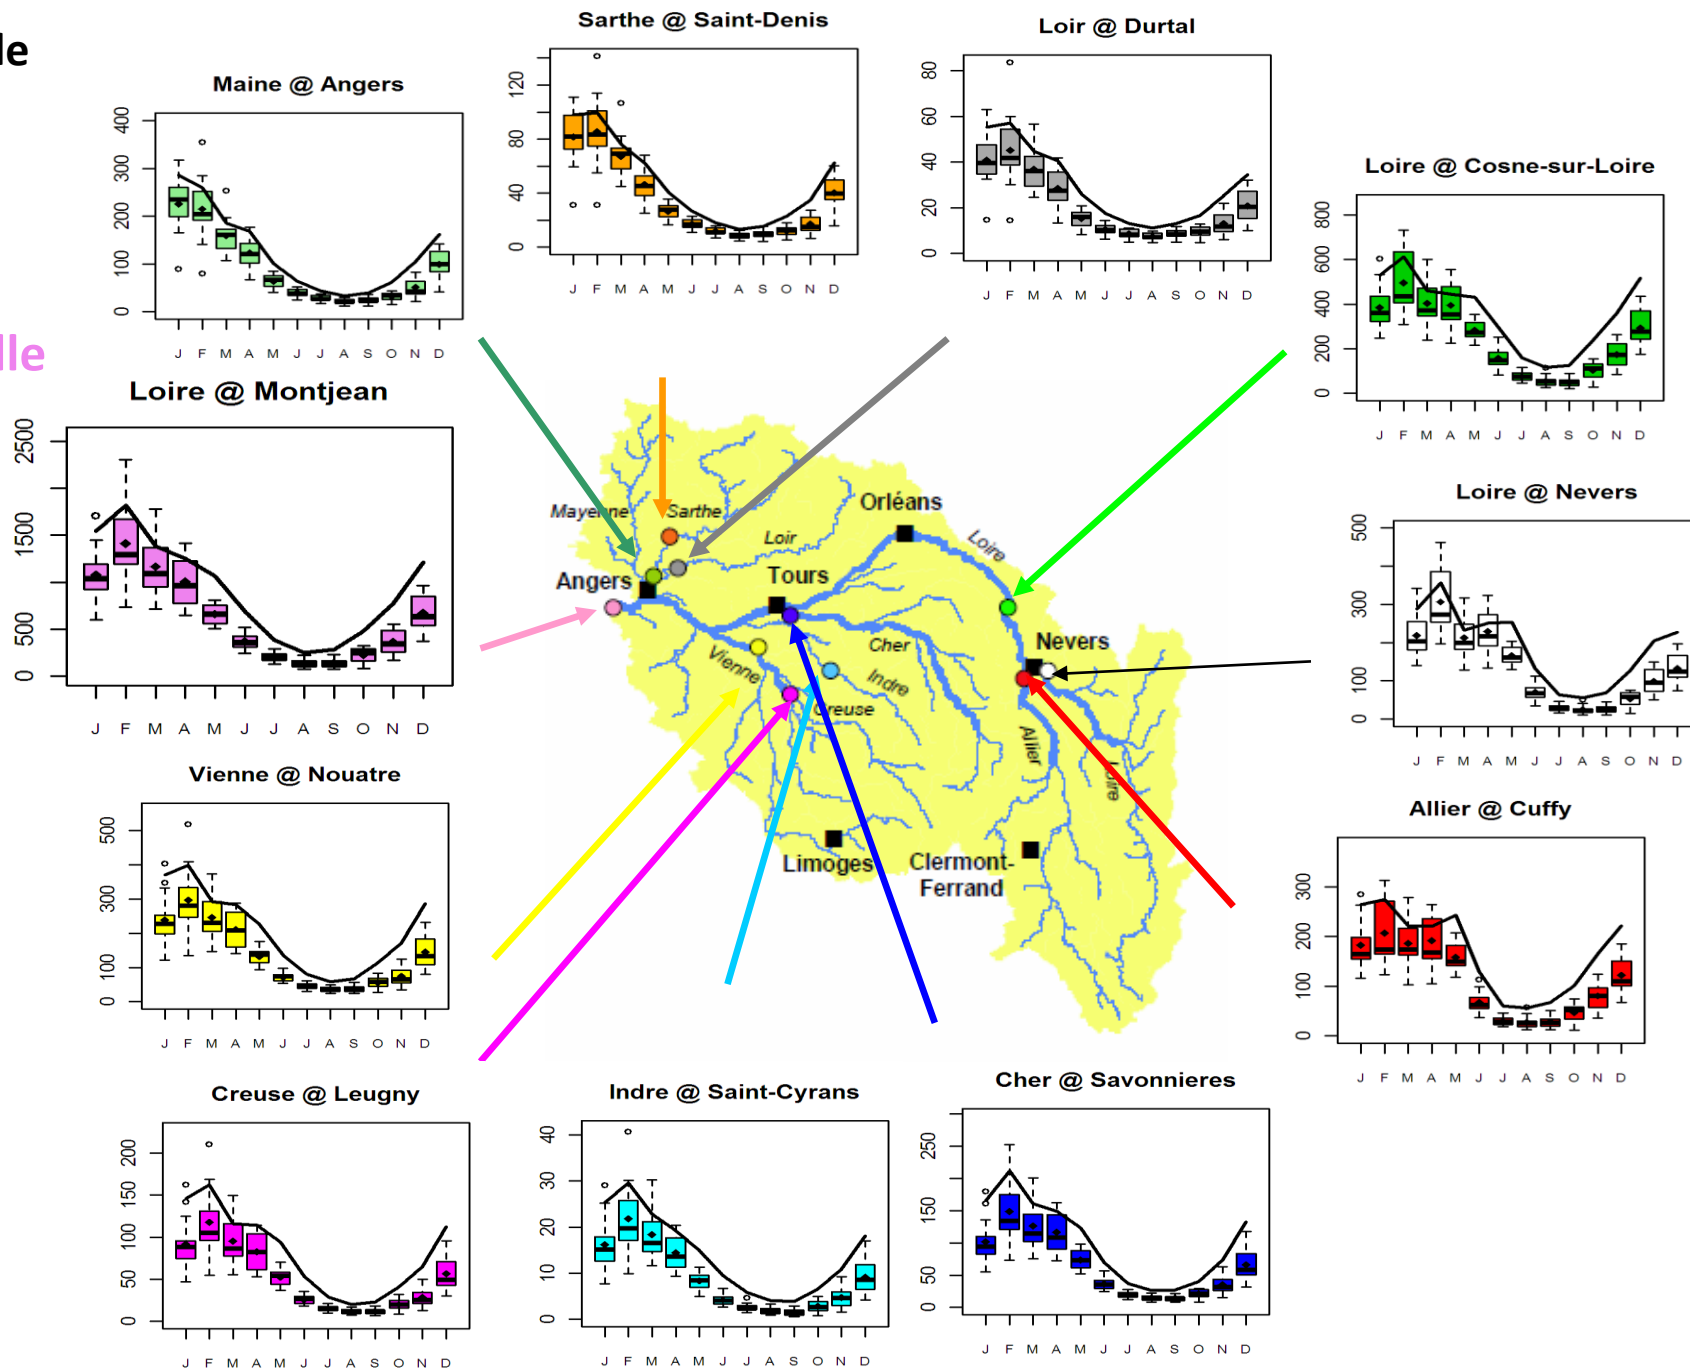 de
lle
Sarthe @ Saint-Denis
120
80
40
0
J F M A M J J A S O N D
Loir @ Durtal
80
60
40
20
0
J F M A M J J A S O N D
Maine @ Angers
400
300
200
100
0
J F M A M J J A S O N D
Loire @ Cosne-sur-Loire
800
600
400
200
0
J F M A M J J A S O N D
Loire @ Montjean
2500
1500
500
0
J F M A M J J A S O N D
Loire @ Nevers
500
300
100
0
J F M A M J J A S O N D
Mayenne
Sarthe
Loir
Orléans
Loire
Angers
Tours
Cher
Nevers
Vienne
Indre
Creuse
Allier
Loire
Limoges
Clermont-
Ferrand
Vienne @ Nouatre
500
300
100
0
J F M A M J J A S O N D
Allier @ Cuffy
300
200
100
0
J F M A M J J A S O N D
Creuse @ Leugny
200
150
100
50
0
J F M A M J J A S O N D
Indre @ Saint-Cyrans
40
30
20
10
0
J F M A M J J A S O N D
Cher @ Savonnieres
250
150
50
0
J F M A M J J A S O N D